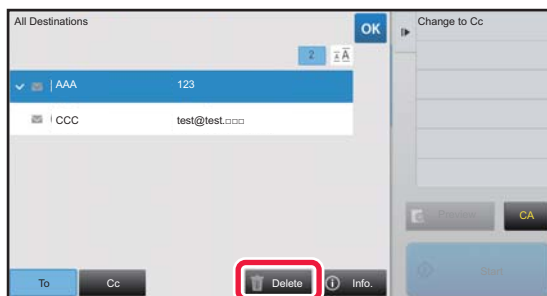 All Destinations
OK
Change to Cc
2
AAA 123
CCC test@test.□□□
Preview
CA
Start
To
Cc
Delete
Info.